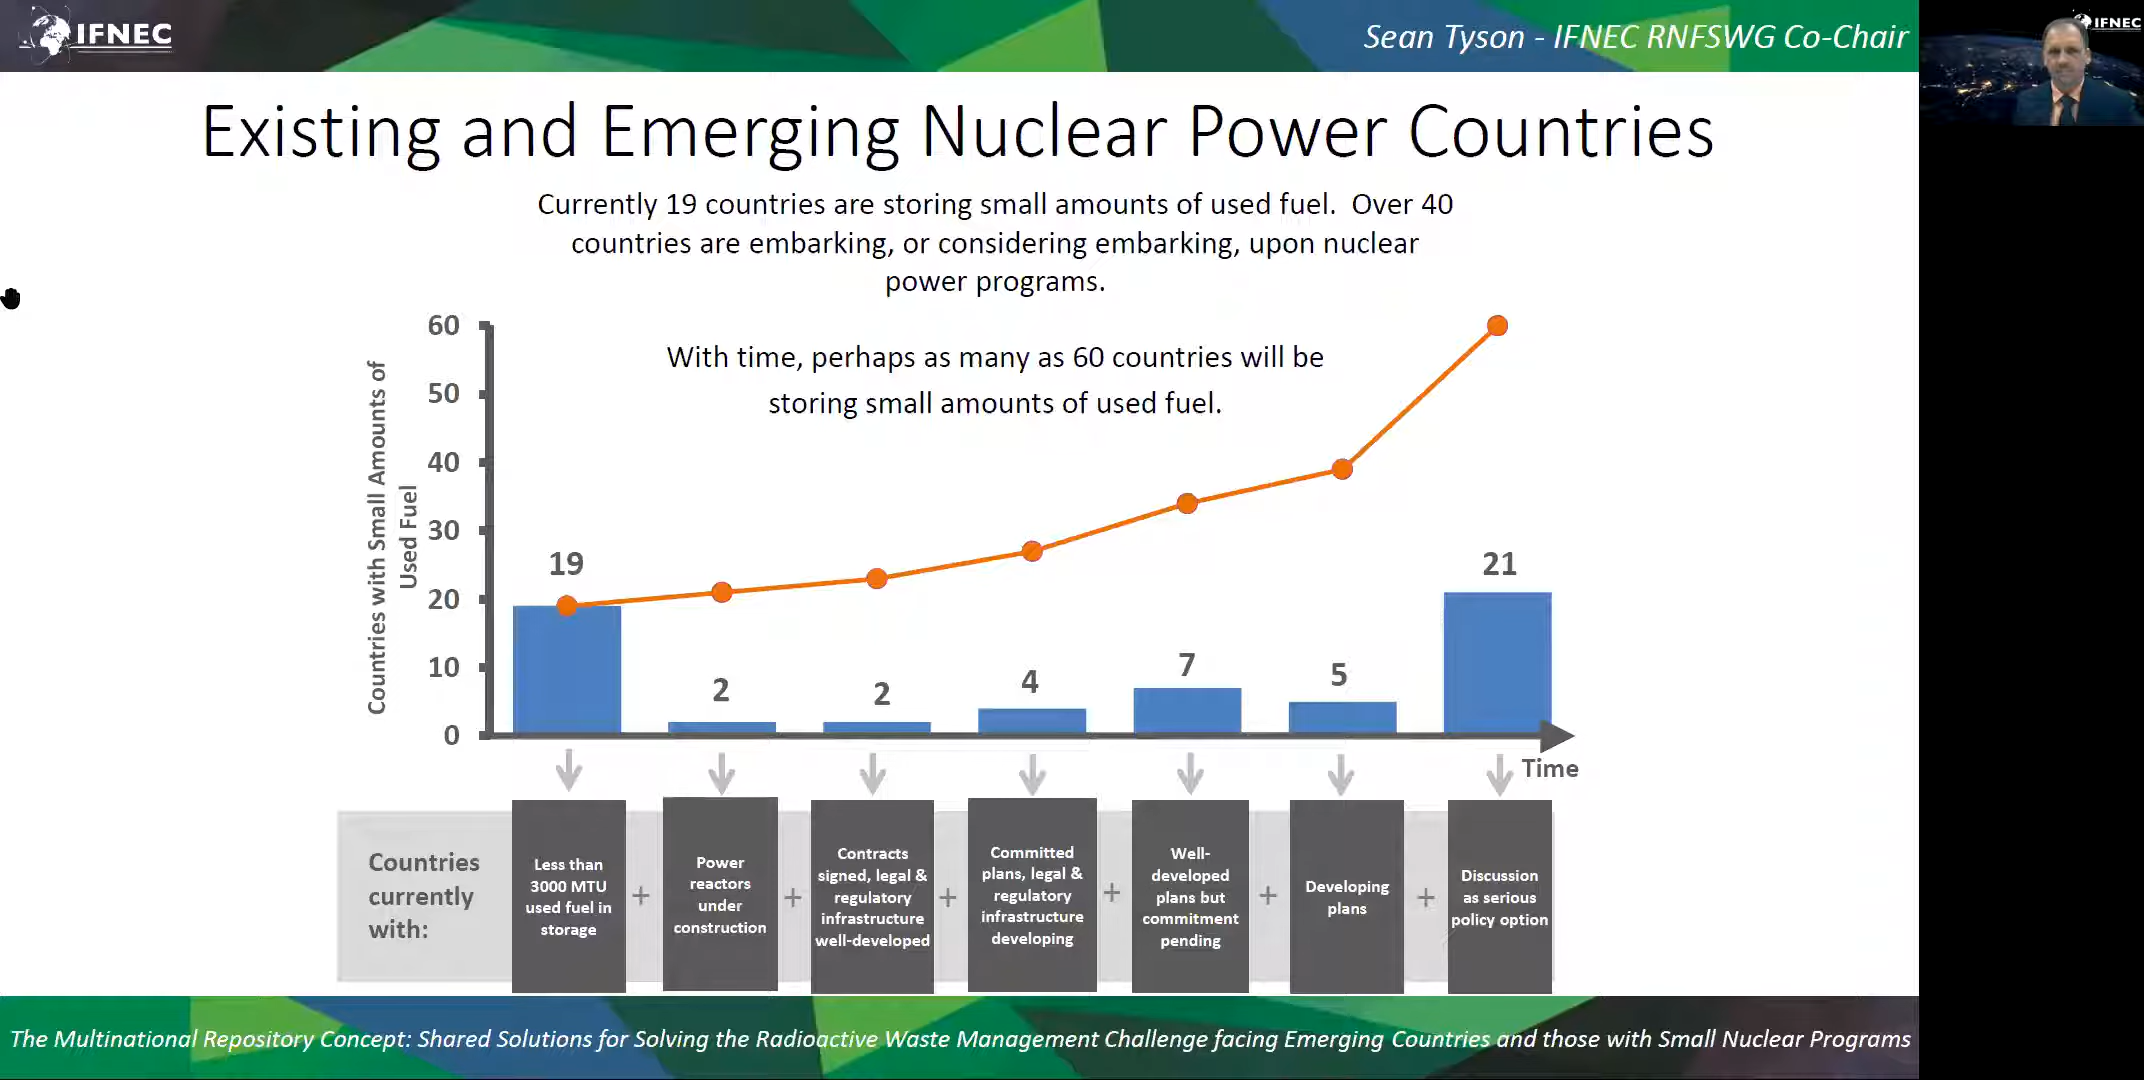 IFNEC
Sean Tyson - IFNEC RNFSWG Co-Chair
IFNEC
Existing and Emerging Nuclear Power Countries
Currently 19 countries are storing small amounts of used fuel.  Over 40
countries are embarking, or considering embarking, upon nuclear
power programs.
With time, perhaps as many as 60 countries will be
storing small amounts of used fuel.
Countries with Small Amounts of
Used Fuel
60
50
40
30
20
10
0
19
2
2
4
7
5
21
Time
Countries
currently
with:
Less than
3000 MTU
used fuel in
storage
+
Power
reactors
under
construction
+
Contracts
signed, legal &
regulatory
infrastructure
well-developed
+
Committed
plans, legal &
regulatory
infrastructure
developing
+
Well-
developed
plans but
commitment
pending
+
Developing
plans
+
Discussion
as serious
policy option
The Multinational Repository Concept: Shared Solutions for Solving the Radioactive Waste Management Challenge facing Emerging Countries and those with Small Nuclear Programs